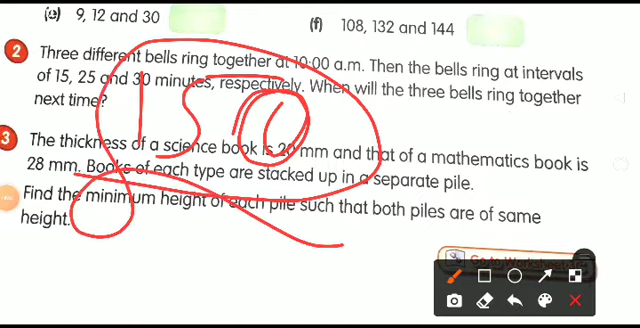 (e) 9, 12 and 30
(f) 108, 132 and 144
2 Three different bells ring together at 10:00 a.m. Then the bells ring at intervals
of 15, 25 and 30 minutes, respectively. When will the three bells ring together
next time?
150
3 The thickness of a science book is mm and that of a mathematics book is
28 mm. Books of each type are stacked up in a separate pile.
Find the minimum height of each pile such that both piles are of same
height.
Go to Worksheet